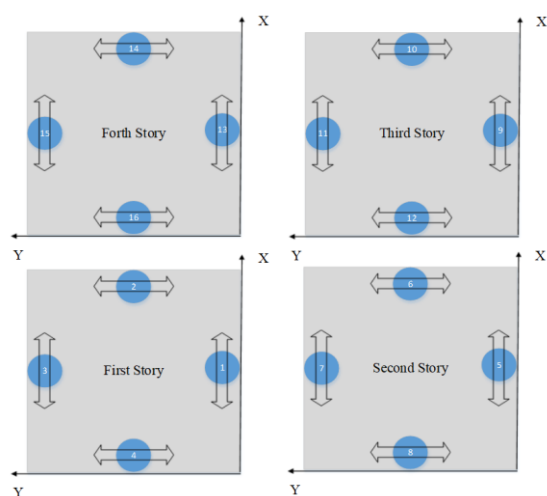 X
14
15
Forth Story
13
16
Y
X
10
11
Third Story
9
12
Y
X
2
3
First Story
1
4
Y
X
6
7
Second Story
5
8
Y